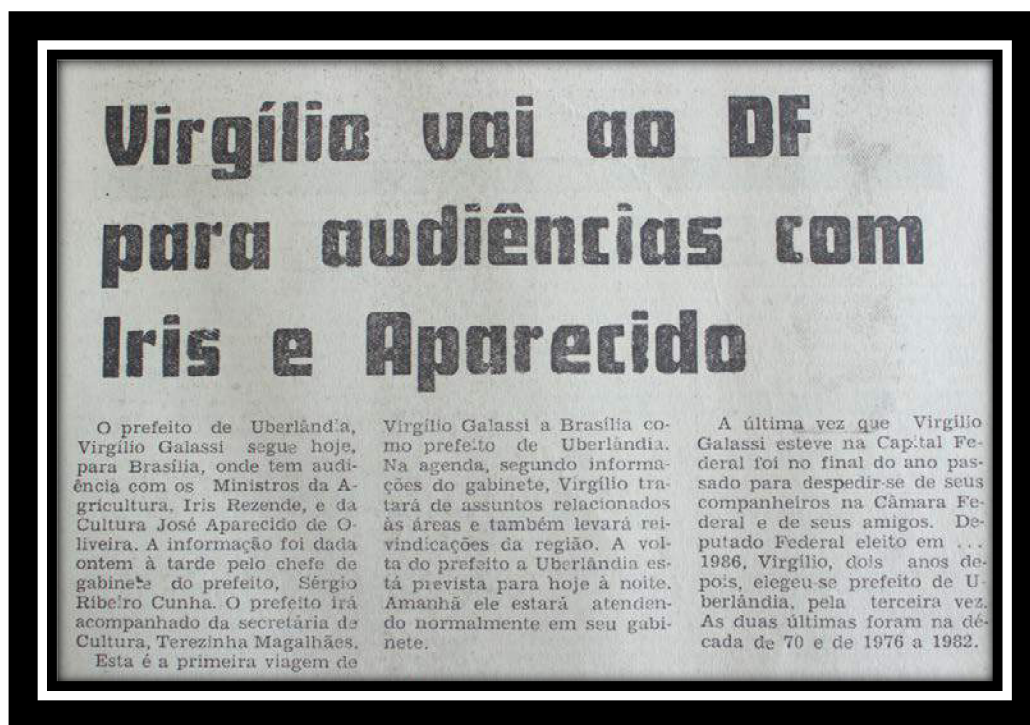 Virgílio vai ao DF
para audiências com
Iris e Aparecido
O prefeito de Uberlândia,
Virgílio Galassi segue hoje,
para Brasília, onde tem audi-
ência com os Ministros da A-
gricultura, Iris Rezende, e da
Cultura José Aparecido de O-
liveira. A informação foi dada
ontem à tarde pelo chefe de
gabinete do prefeito, Sérgio
Ribeiro Cunha. O prefeito irá
acompanhado da secretária de
Cultura, Terezinha Magalhães.
Esta é a primeira viagem de
Virgílio Galassi a Brasília co-
mo prefeito de Uberlândia.
Na agenda, segundo informa-
ções do gabinete, Virgílio tra-
tará de assuntos relacionados
às áreas e também levará rei-
vindicações da região. A vol-
ta do prefeito a Uberlândia es-
tá prevista para hoje à noite.
Amanhã ele estará atenden-
do normalmente em seu gabi-
nete.
A última vez que Virgílio
Galassi esteve na Capital Fe-
deral foi no final do ano pas-
sado para despedir-se de seus
companheiros na Câmara Fe-
deral e de seus amigos. De-
putado Federal eleito em ...
1986, Virgílio, dois anos de-
pois, elegeu-se prefeito de U-
berlândia, pela terceira vez.
As duas últimas foram na dé-
cada de 70 e de 1976 a 1982.